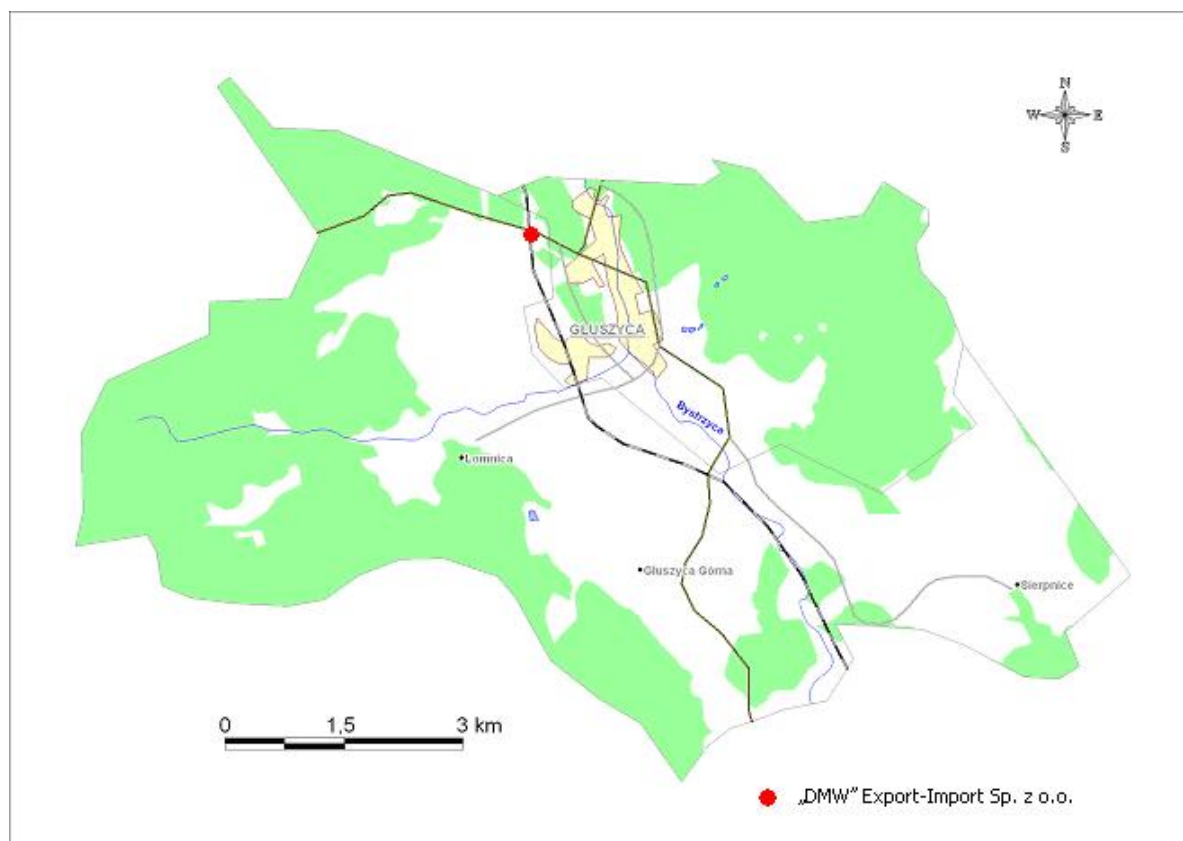 N
W E
S
GŁUSZYCA
Bystrzyca
Łomnica
Głuszyca Górna
Sierpnice
0 1,5 3 km
„DMW" Export-Import Sp. z o.o.